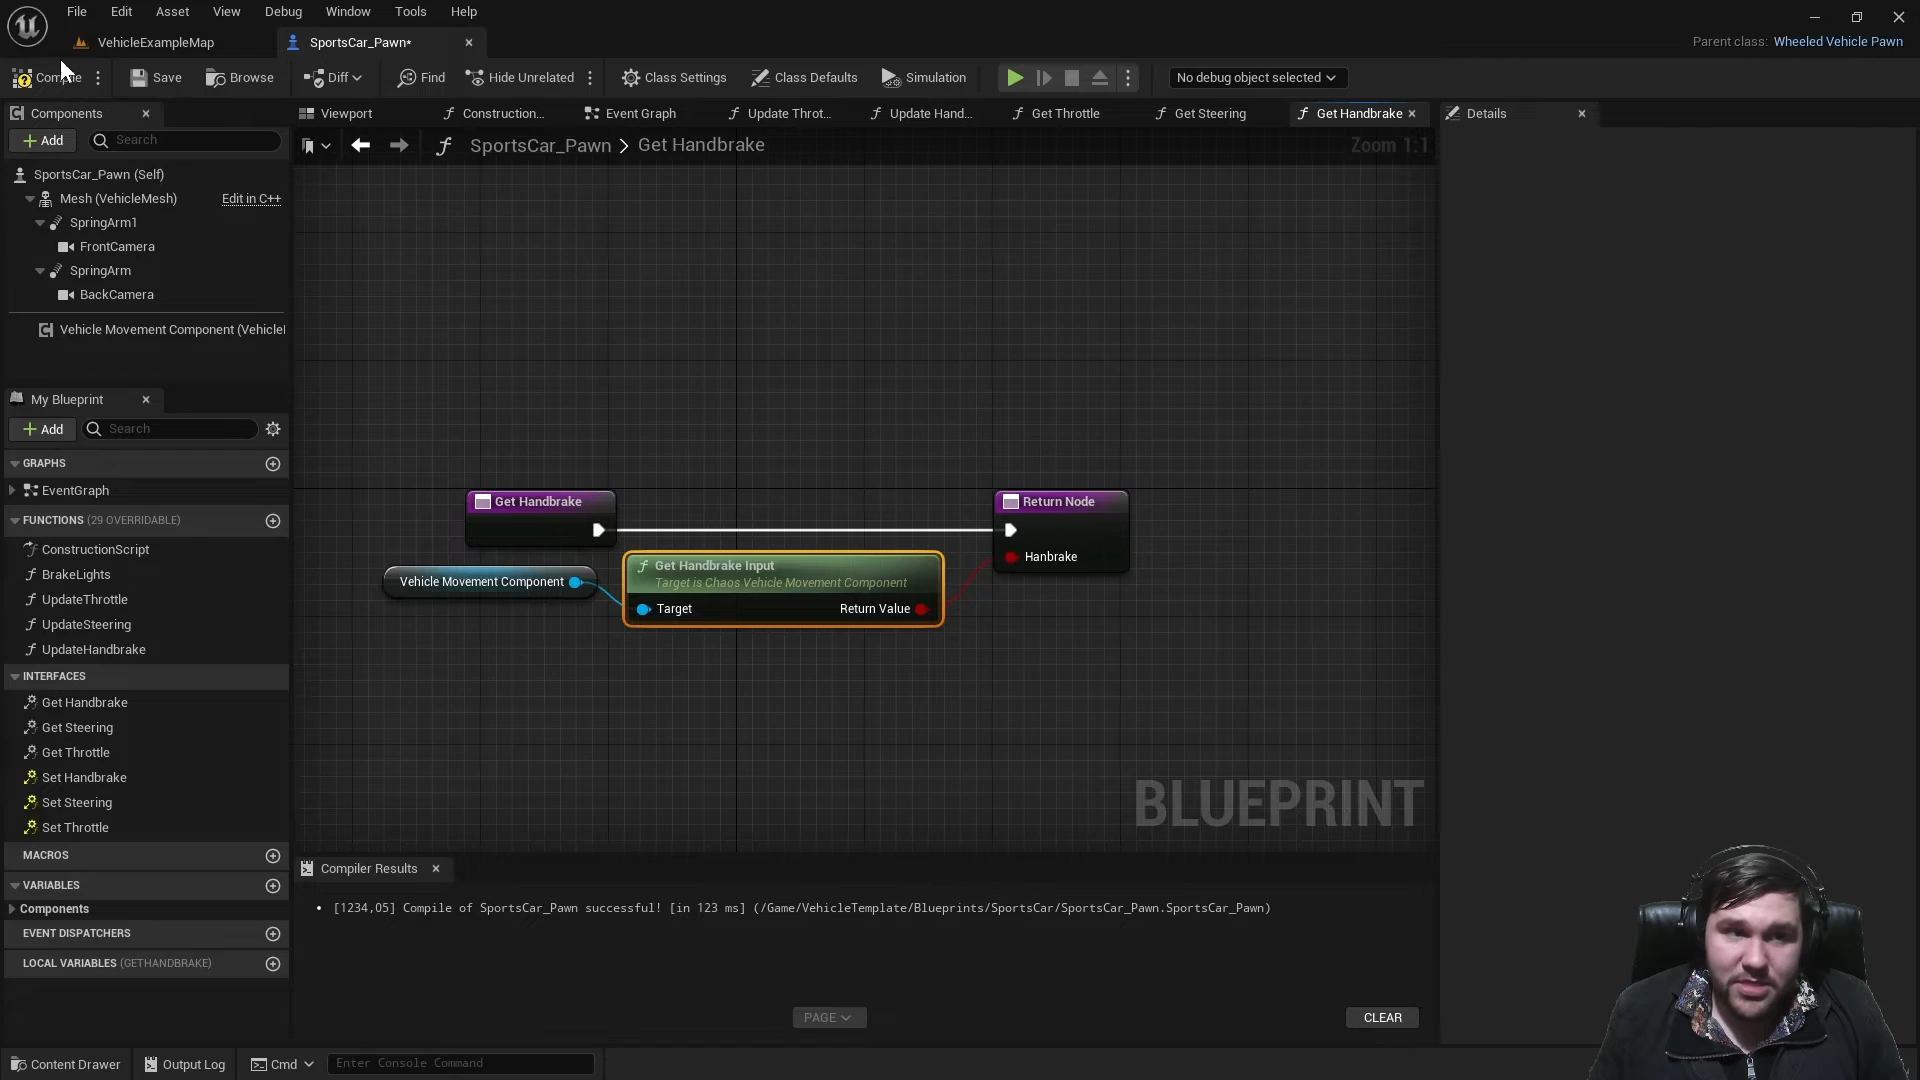 File Edit Asset View Debug Window Tools Help
VehicleExampleMap
SportsCar_Pawn*
Parent class: Wheeled Vehicle Pawn
Compile
Save
Browse
Diff
Find
Hide Unrelated
Class Settings
Class Defaults
Simulation
No debug object selected
Components
Viewport
Construction...
Event Graph
Update Throt...
Update Hand...
Get Throttle
Get Steering
Get Handbrake
Details
Add
Search
SportsCar_Pawn > Get Handbrake
Zoom 1:1
SportsCar_Pawn (Self)
Mesh (VehicleMesh)
Edit in C++
SpringArm1
FrontCamera
SpringArm
BackCamera
Vehicle Movement Component (Vehicle
My Blueprint
Add
Search
GRAPHS
EventGraph
FUNCTIONS (29 OVERRIDABLE)
ConstructionScript
BrakeLights
UpdateThrottle
UpdateSteering
UpdateHandbrake
INTERFACES
Get Handbrake
Get Steering
Get Throttle
Set Handbrake
Set Steering
Set Throttle
MACROS
VARIABLES
Components
EVENT DISPATCHERS
LOCAL VARIABLES (GETHANDBRAKE)
Get Handbrake
Return Node
Hanbrake
Vehicle Movement Component
Get Handbrake Input
Target is Chaos Vehicle Movement Component
Target
Return Value
BLUEPRINT
Compiler Results
[1234,05] Compile of SportsCar_Pawn successful! [in 123 ms] (/Game/VehicleTemplate/Blueprints/SportsCar/SportsCar_Pawn.SportsCar_Pawn)
PAGE
CLEAR
Content Drawer
Output Log
Cmd
Enter Console Command